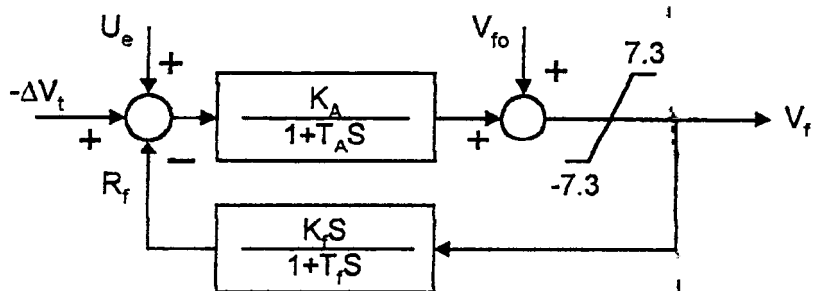 U_e
V_fo
7.3
+
+
-ΔV_t
K_A
1+T_AS
V_f
+
−
+
-7.3
R_f
K_fS
1+T_fS